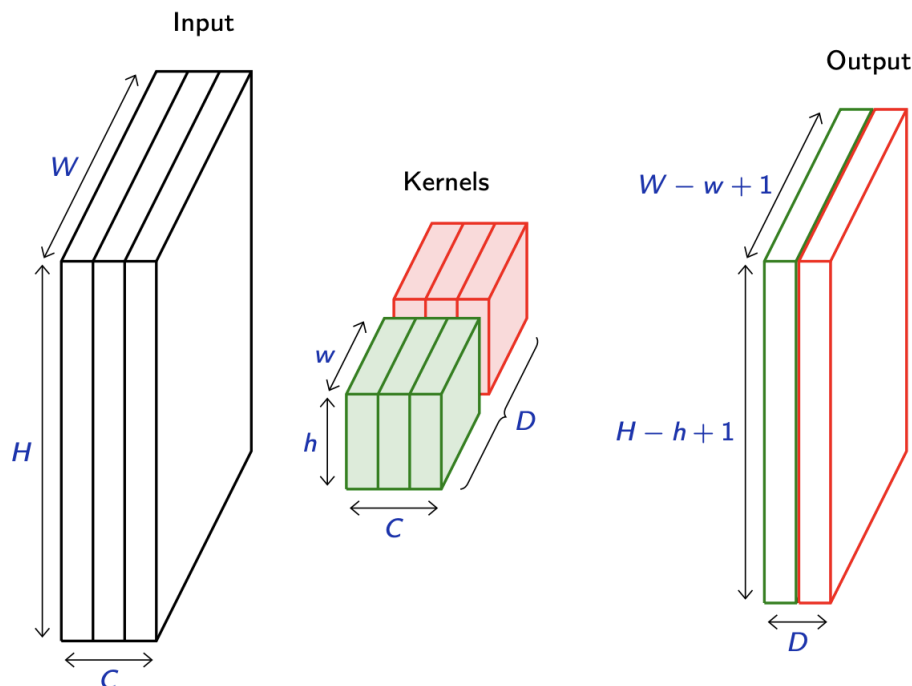 Input
W
H
C
Kernels
w
h
C
D
Output
W − w + 1
H − h + 1
D